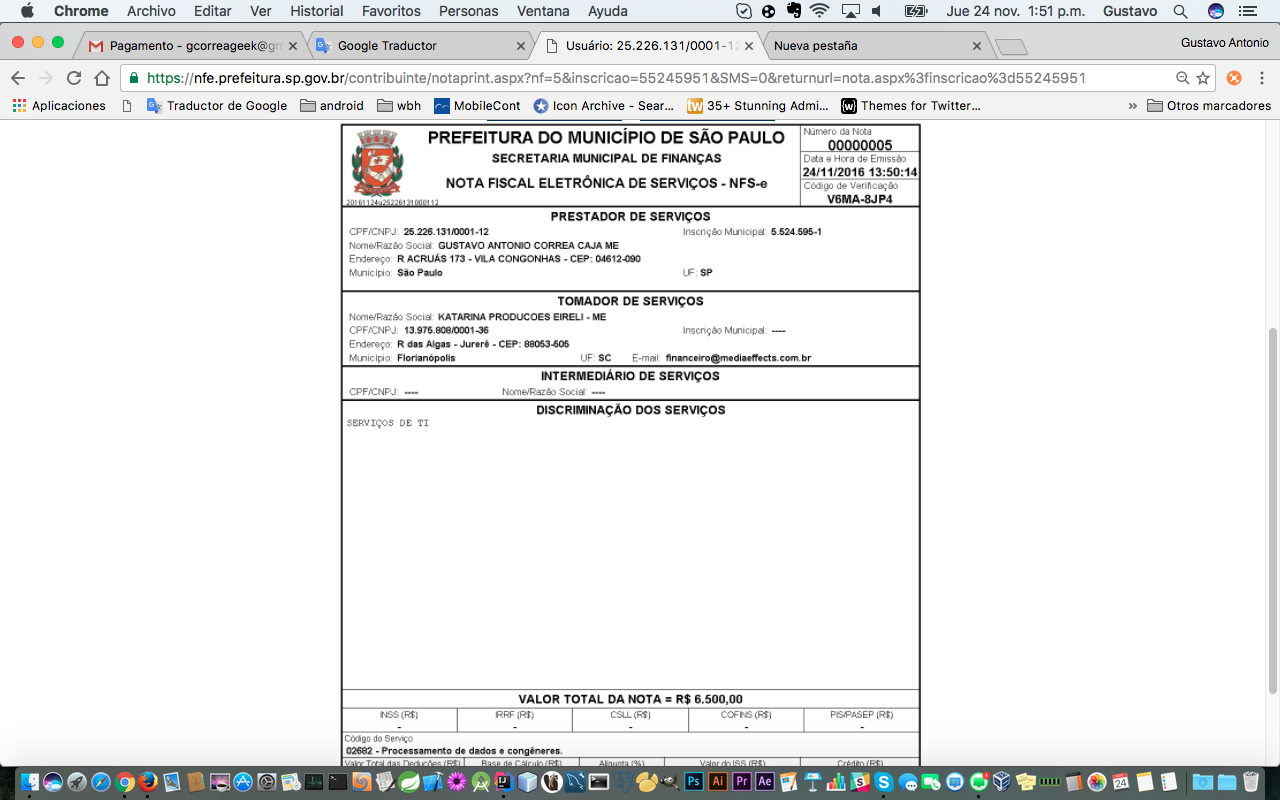 Chrome Archivo Editar Ver Historial Favoritos Personas Ventana Ayuda Jue 24 nov. 1:51 p.m. Gustavo
Pagamento - gcorreageek@gm Google Traductor Usuário: 25.226.131/0001-12 Nueva pestaña Gustavo Antonio
https://nfe.prefeitura.sp.gov.br/contribuinte/notaprint.aspx?nf=5&inscricao=55245951&SMS=0&returnurl=nota.aspx%3finscricao%3d55245951
Aplicaciones Traductor de Google android wbh MobileCont Icon Archive - Sear... 35+ Stunning Admi... Themes for Twitter... » Otros marcadores
PREFEITURA DO MUNICÍPIO DE SÃO PAULO
SECRETARIA MUNICIPAL DE FINANÇAS
NOTA FISCAL ELETRÔNICA DE SERVIÇOS - NFS-e
20161124u25226131000112
Número da Nota
00000005
Data e Hora de Emissão
24/11/2016 13:50:14
Código de Verificação
V6MA-8JP4
PRESTADOR DE SERVIÇOS
CPF/CNPJ: 25.226.131/0001-12 Inscrição Municipal: 5.524.595-1
Nome/Razão Social: GUSTAVO ANTONIO CORREA CAJA ME
Endereço: R ACRUÁS 173 - VILA CONGONHAS - CEP: 04612-090
Município: São Paulo UF: SP
TOMADOR DE SERVIÇOS
Nome/Razão Social: KATARINA PRODUCOES EIRELI - ME
CPF/CNPJ: 13.975.808/0001-36 Inscrição Municipal: ----
Endereço: R das Algas - Jurerê - CEP: 88053-505
Município: Florianópolis UF: SC E-mail: financeiro@mediaeffects.com.br
INTERMEDIÁRIO DE SERVIÇOS
CPF/CNPJ: ---- Nome/Razão Social: ----
DISCRIMINAÇÃO DOS SERVIÇOS
SERVIÇOS DE TI
VALOR TOTAL DA NOTA = R$ 6.500,00
INSS (R$) IRRF (R$) CSLL (R$) COFINS (R$) PIS/PASEP (R$)
- - - - -
Código do Serviço
02682 - Processamento de dados e congêneres.
Valor Total das Deduções (R$) Base de Cálculo (R$) Alíquota (%) Valor do ISS (R$) Crédito (R$)
Ps Ai Pr Ae 24